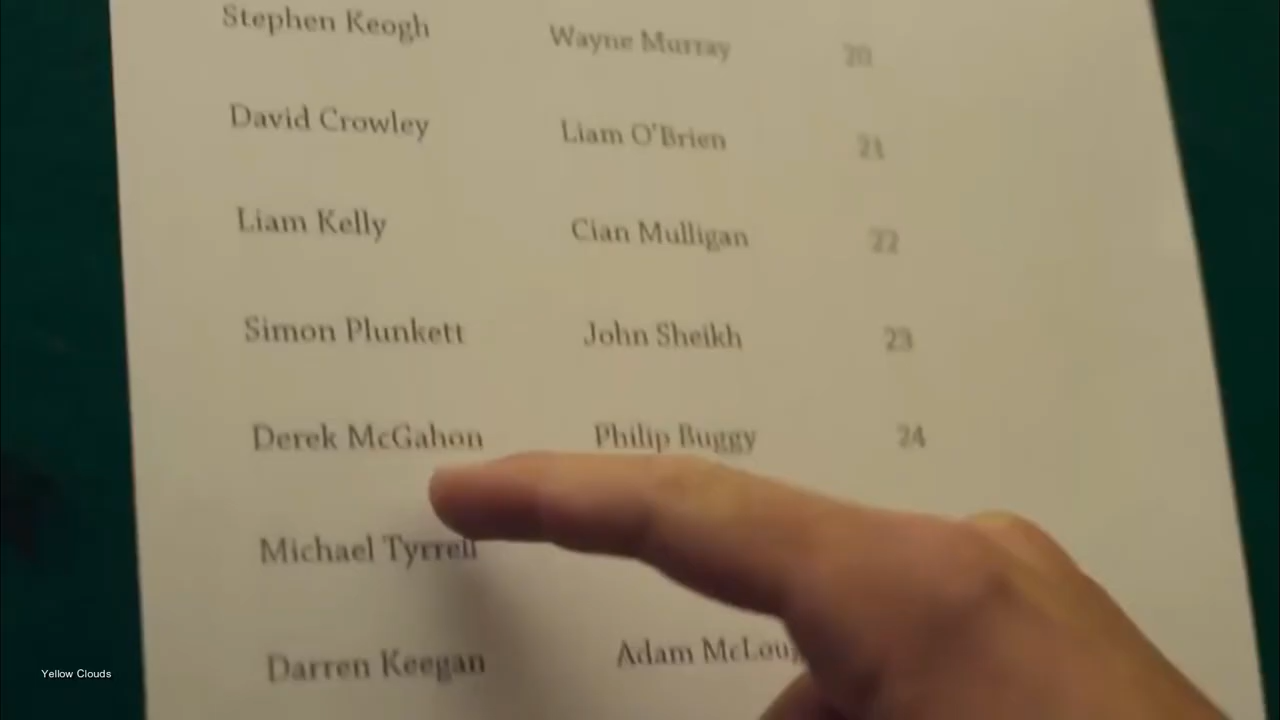 Stephen Keogh Wayne Murray 20
David Crowley Liam O'Brien 21
Liam Kelly Cian Mulligan 22
Simon Plunkett John Sheikh 23
Derek McGahon Philip Buggy 24
Michael Tyrrell
Darren Keegan Adam
Yellow Clouds